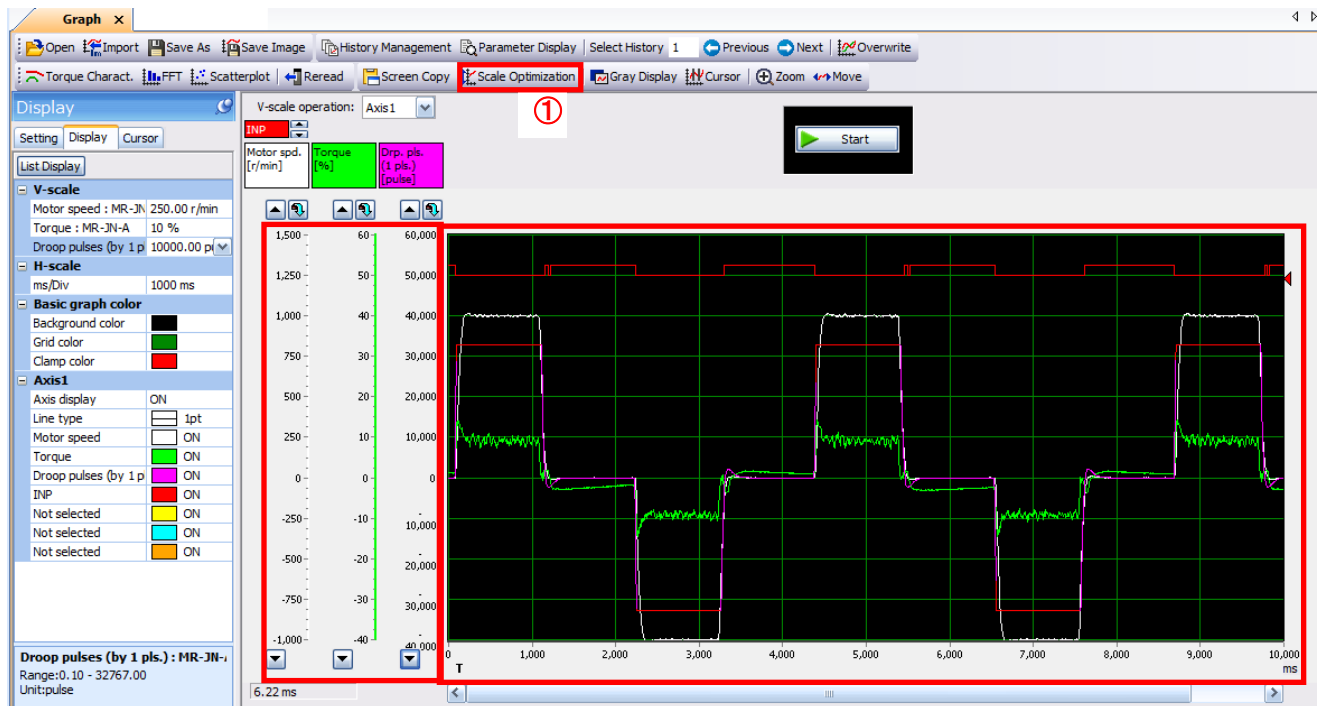 Graph ×
Open Import Save As Save Image History Management Parameter Display Select History 1 Previous Next Overwrite
Torque Charact. FFT Scatterplot Reread Screen Copy Scale Optimization Gray Display Cursor Zoom Move
①
Display
Setting Display Cursor
List Display
V-scale
Motor speed : MR-JN 250.00 r/min
Torque : MR-JN-A 10 %
Droop pulses (by 1 p 10000.00 p
H-scale
ms/Div 1000 ms
Basic graph color
Background color
Grid color
Clamp color
Axis1
Axis display ON
Line type 1pt
Motor speed ON
Torque ON
Droop pulses (by 1 p ON
INP ON
Not selected ON
Not selected ON
Not selected ON
Droop pulses (by 1 pls.) : MR-JN-
Range:0.10 - 32767.00
Unit:pulse
V-scale operation: Axis1
INP
Motor spd. [r/min]
Torque [%]
Drp. pls. (1 pls.) [pulse]
Start
1,500 60 60,000
1,250 50 50,000
1,000 40 40,000
750 30 30,000
500 20 20,000
250 10 10,000
0 0 0
-250 -10 10,000
-500 -20 20,000
-750 -30 30,000
-1,000 -40 40,000
0 1,000 2,000 3,000 4,000 5,000 6,000 7,000 8,000 9,000 10,000
T ms
6.22 ms